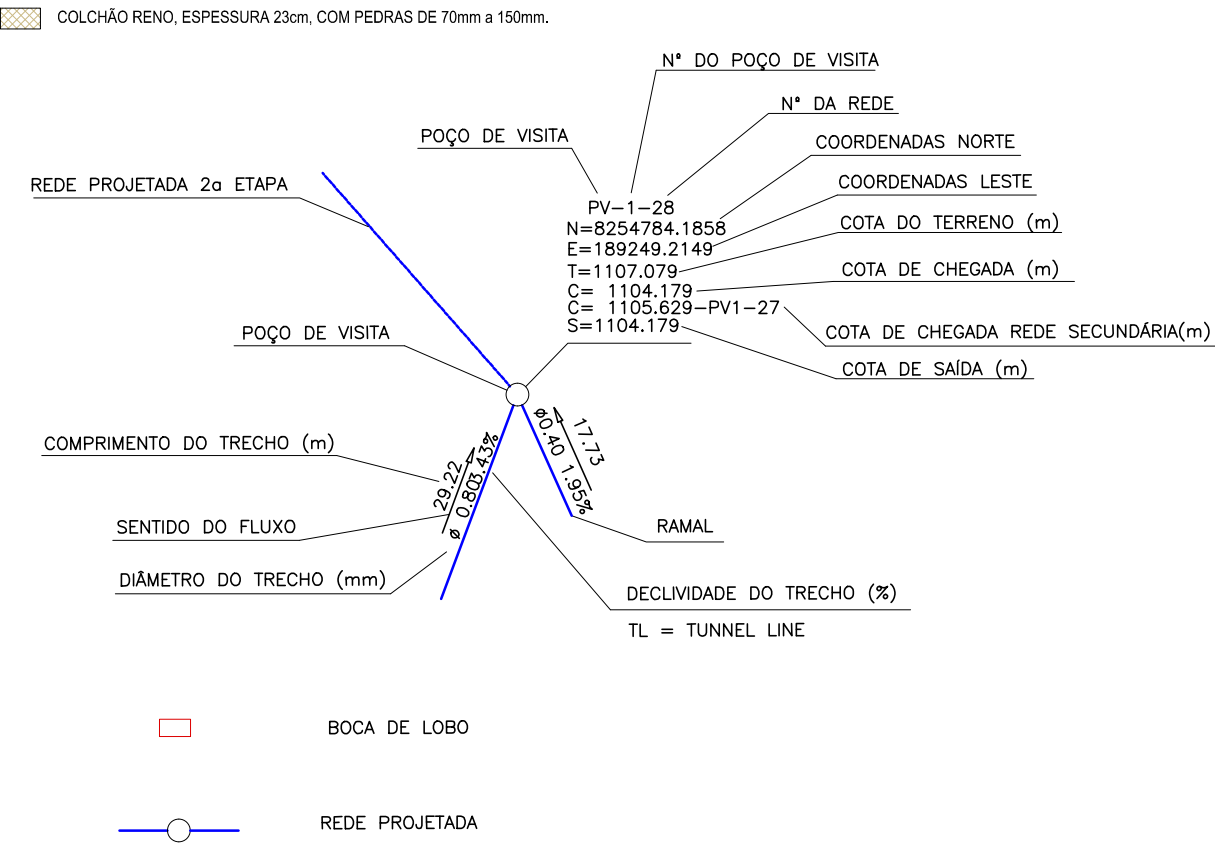 COLCHÃO RENO, ESPESSURA 23cm, COM PEDRAS DE 70mm a 150mm.
Nº DO POÇO DE VISITA
Nº DA REDE
POÇO DE VISITA
COORDENADAS NORTE
REDE PROJETADA 2a ETAPA
COORDENADAS LESTE
PV-1-28
N=8254784.1858
COTA DO TERRENO (m)
E=189249.2149
T=1107.079
COTA DE CHEGADA (m)
C= 1104.179
C= 1105.629-PV1-27
S=1104.179
POÇO DE VISITA
COTA DE CHEGADA REDE SECUNDÁRIA(m)
COTA DE SAÍDA (m)
COMPRIMENTO DO TRECHO (m)
29.22
ø 0.80 3.43%
17.73
ø0.40 1.95%
SENTIDO DO FLUXO
RAMAL
DIÂMETRO DO TRECHO (mm)
DECLIVIDADE DO TRECHO (%)
TL = TUNNEL LINE
BOCA DE LOBO
REDE PROJETADA